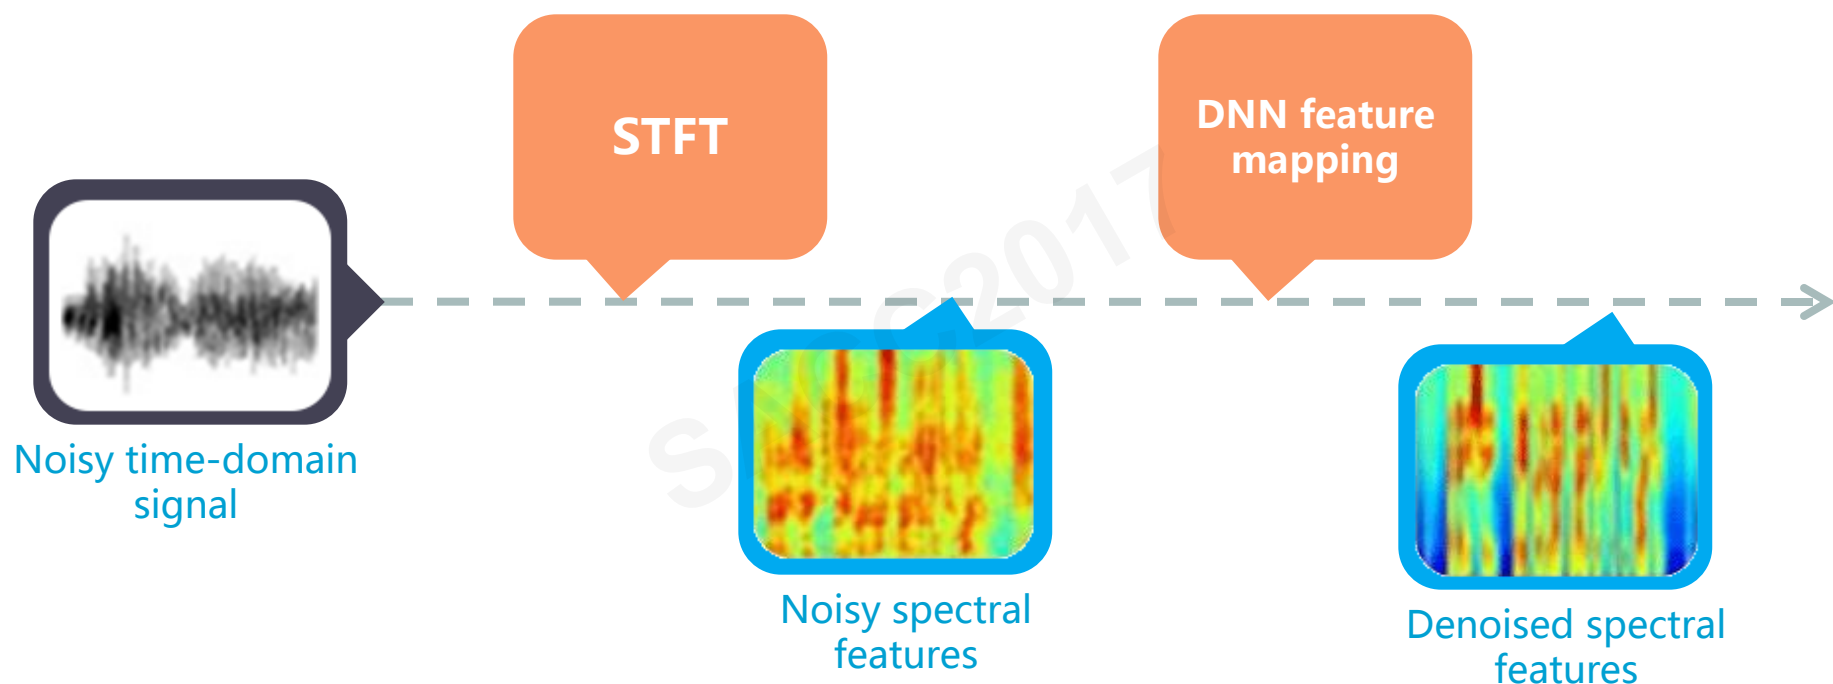 STFT
DNN feature
mapping
Noisy time-domain
signal
Noisy spectral
features
Denoised spectral
features